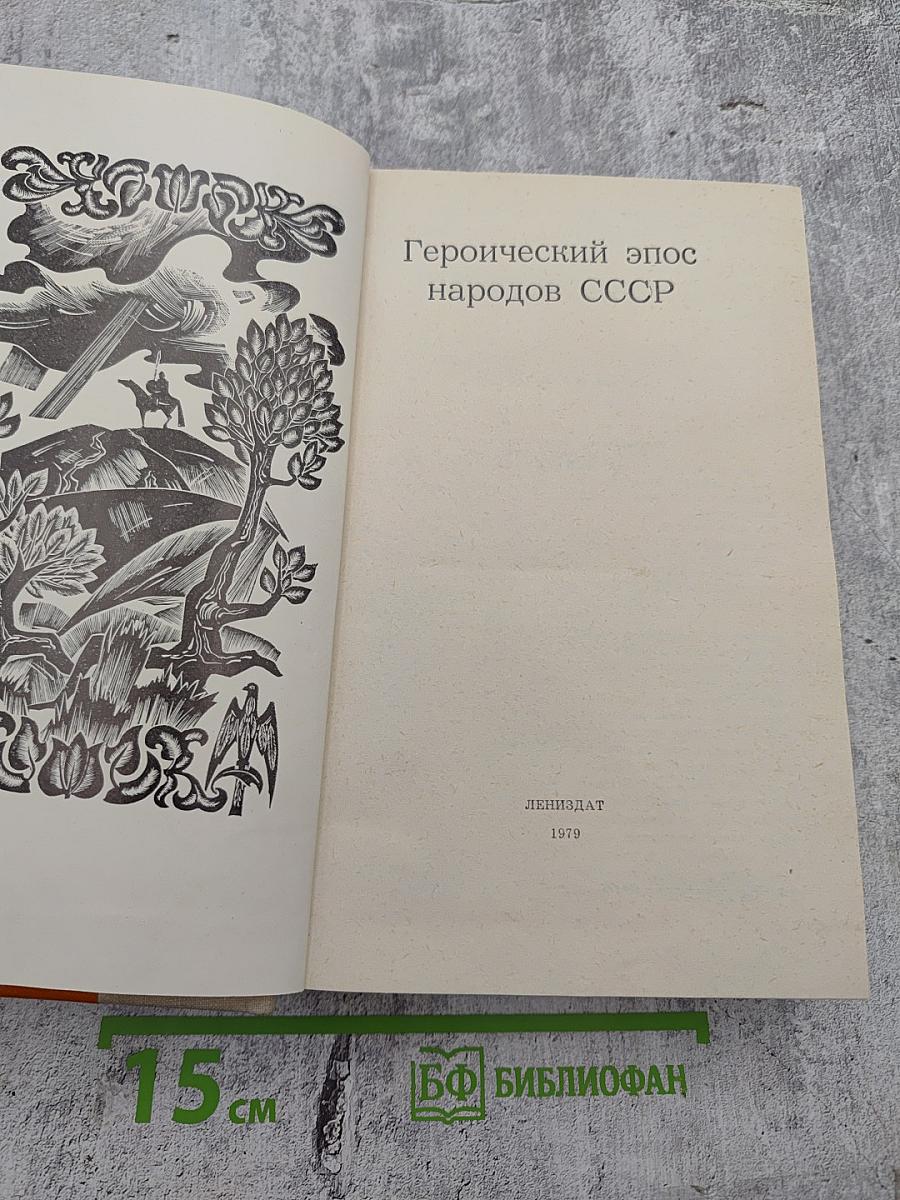 Героический эпос
народов СССР
ЛЕНИЗДАТ
1979
15 см
БФ БИБЛИОФАН